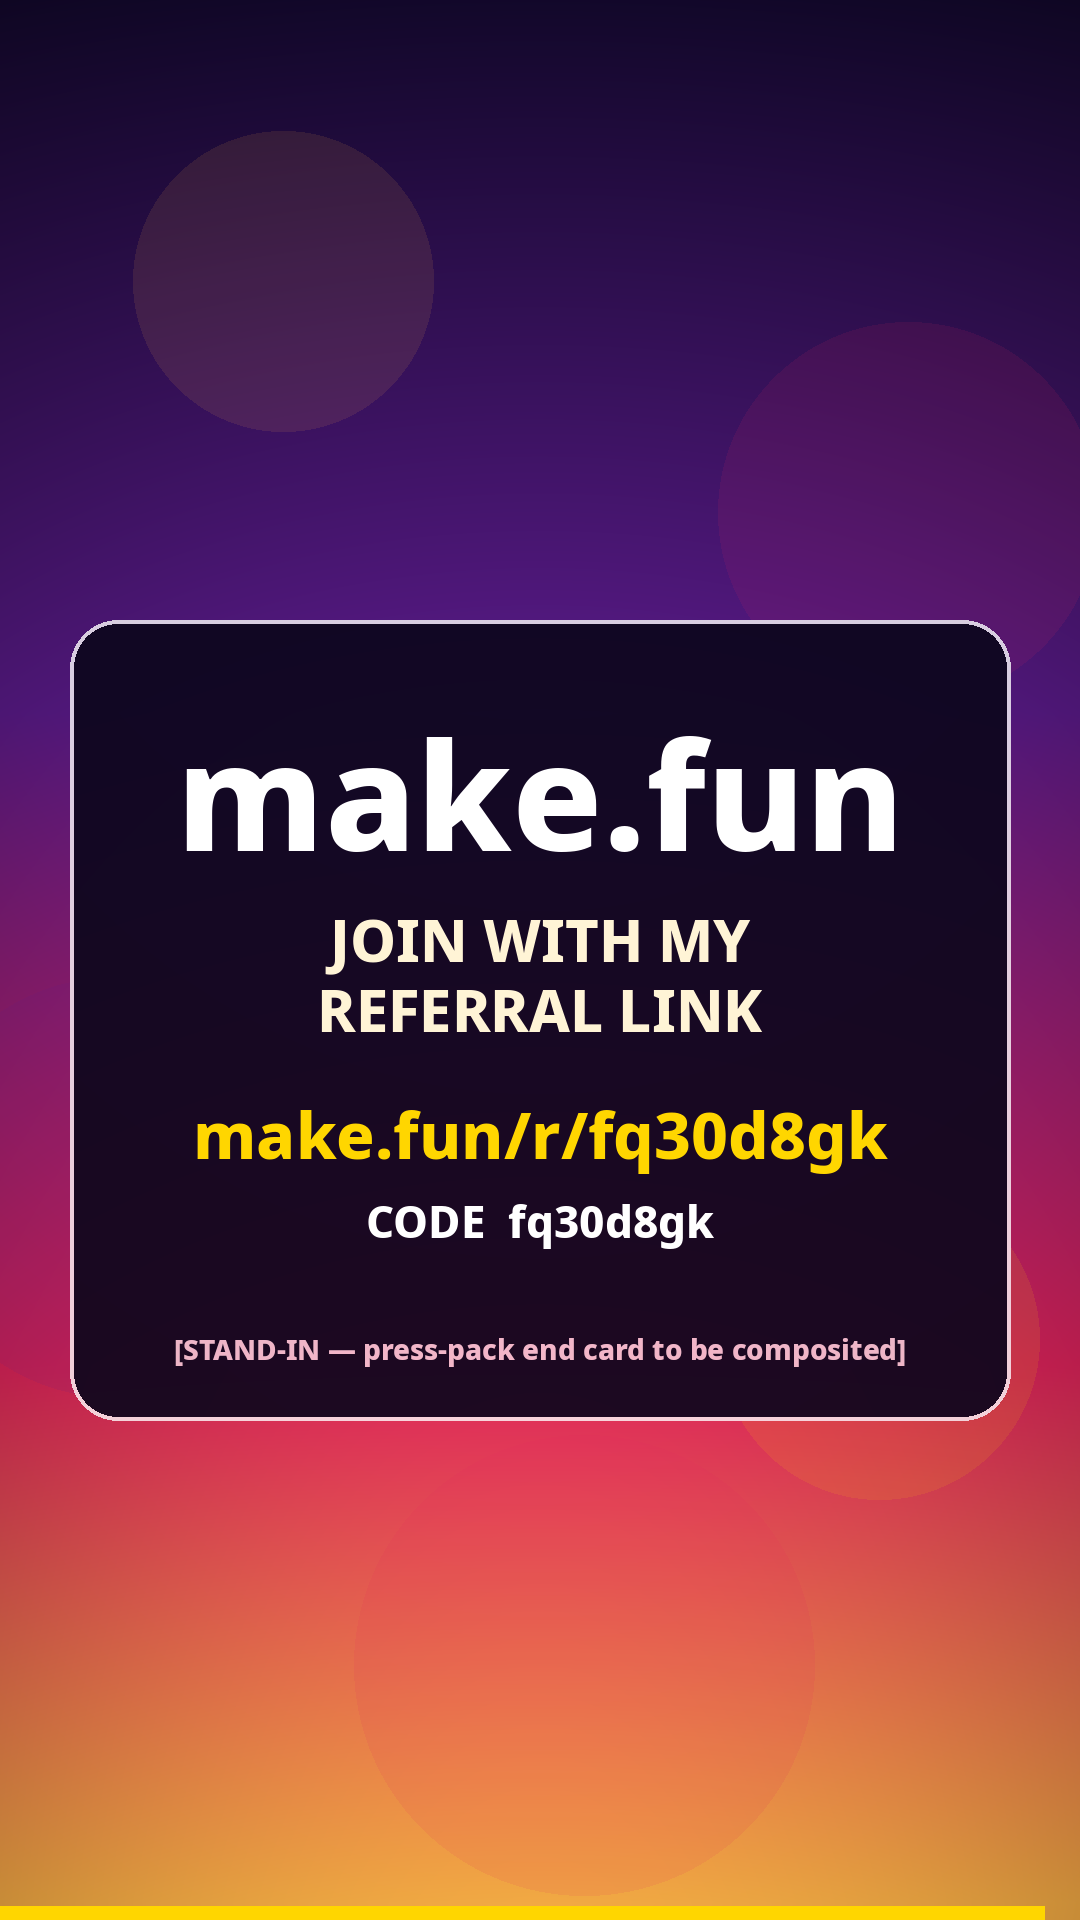 make.fun
JOIN WITH MY
REFERRAL LINK
make.fun/r/fq30d8gk
CODE fq30d8gk
[STAND-IN — press-pack end card to be composited]